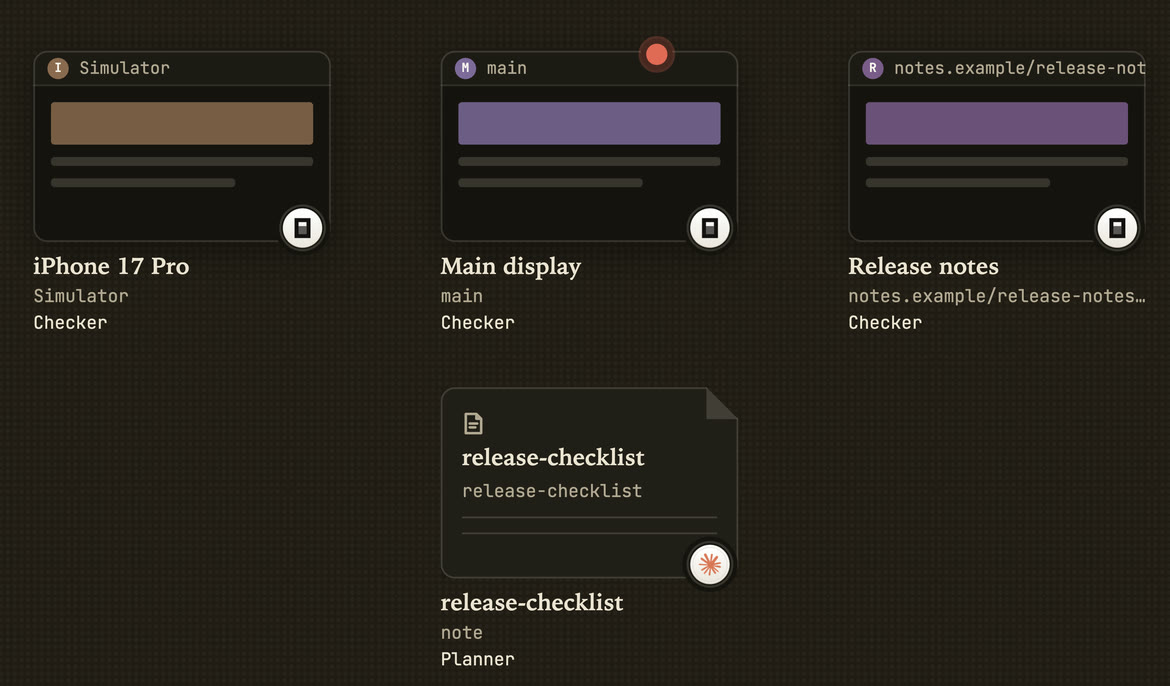 I Simulator
iPhone 17 Pro
Simulator
Checker
M main
Main display
main
Checker
R notes.example/release-not
Release notes
notes.example/release-notes…
Checker
release-checklist
release-checklist
release-checklist
note
Planner